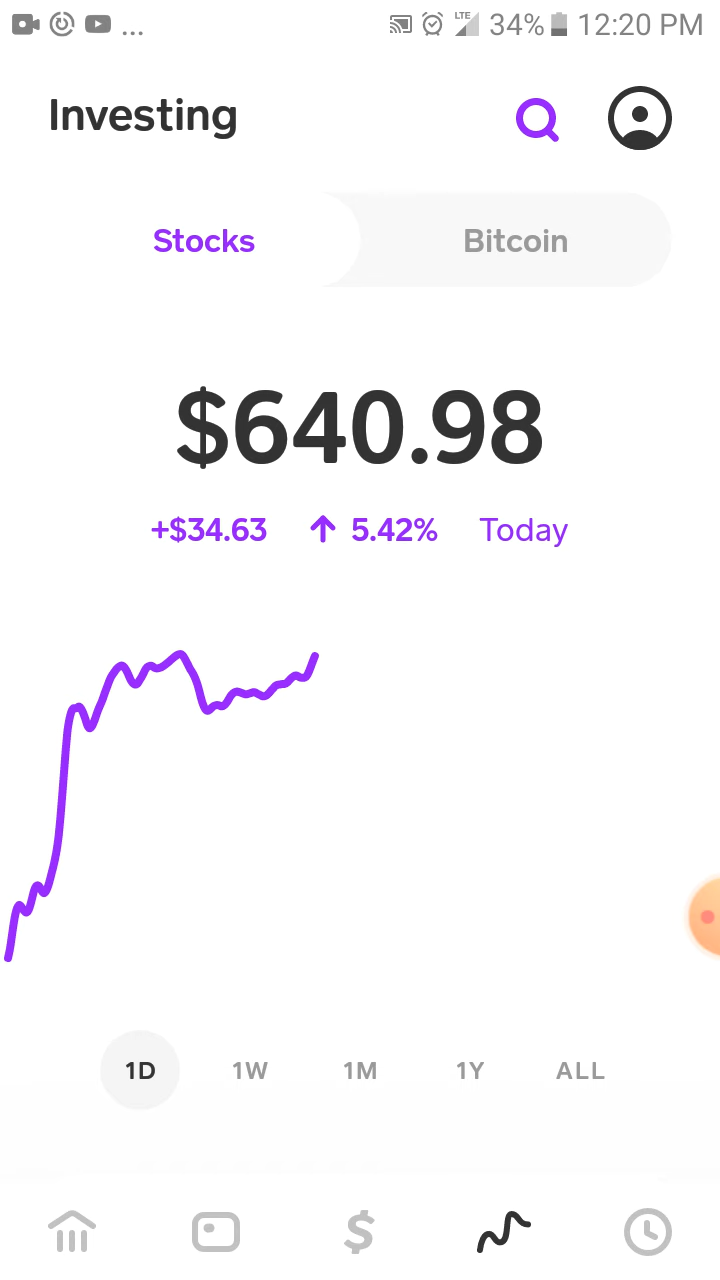 ... LTE 34% 12:20 PM
Investing
Stocks Bitcoin
$640.98
+$34.63 ↑ 5.42% Today
1D 1W 1M 1Y ALL
$